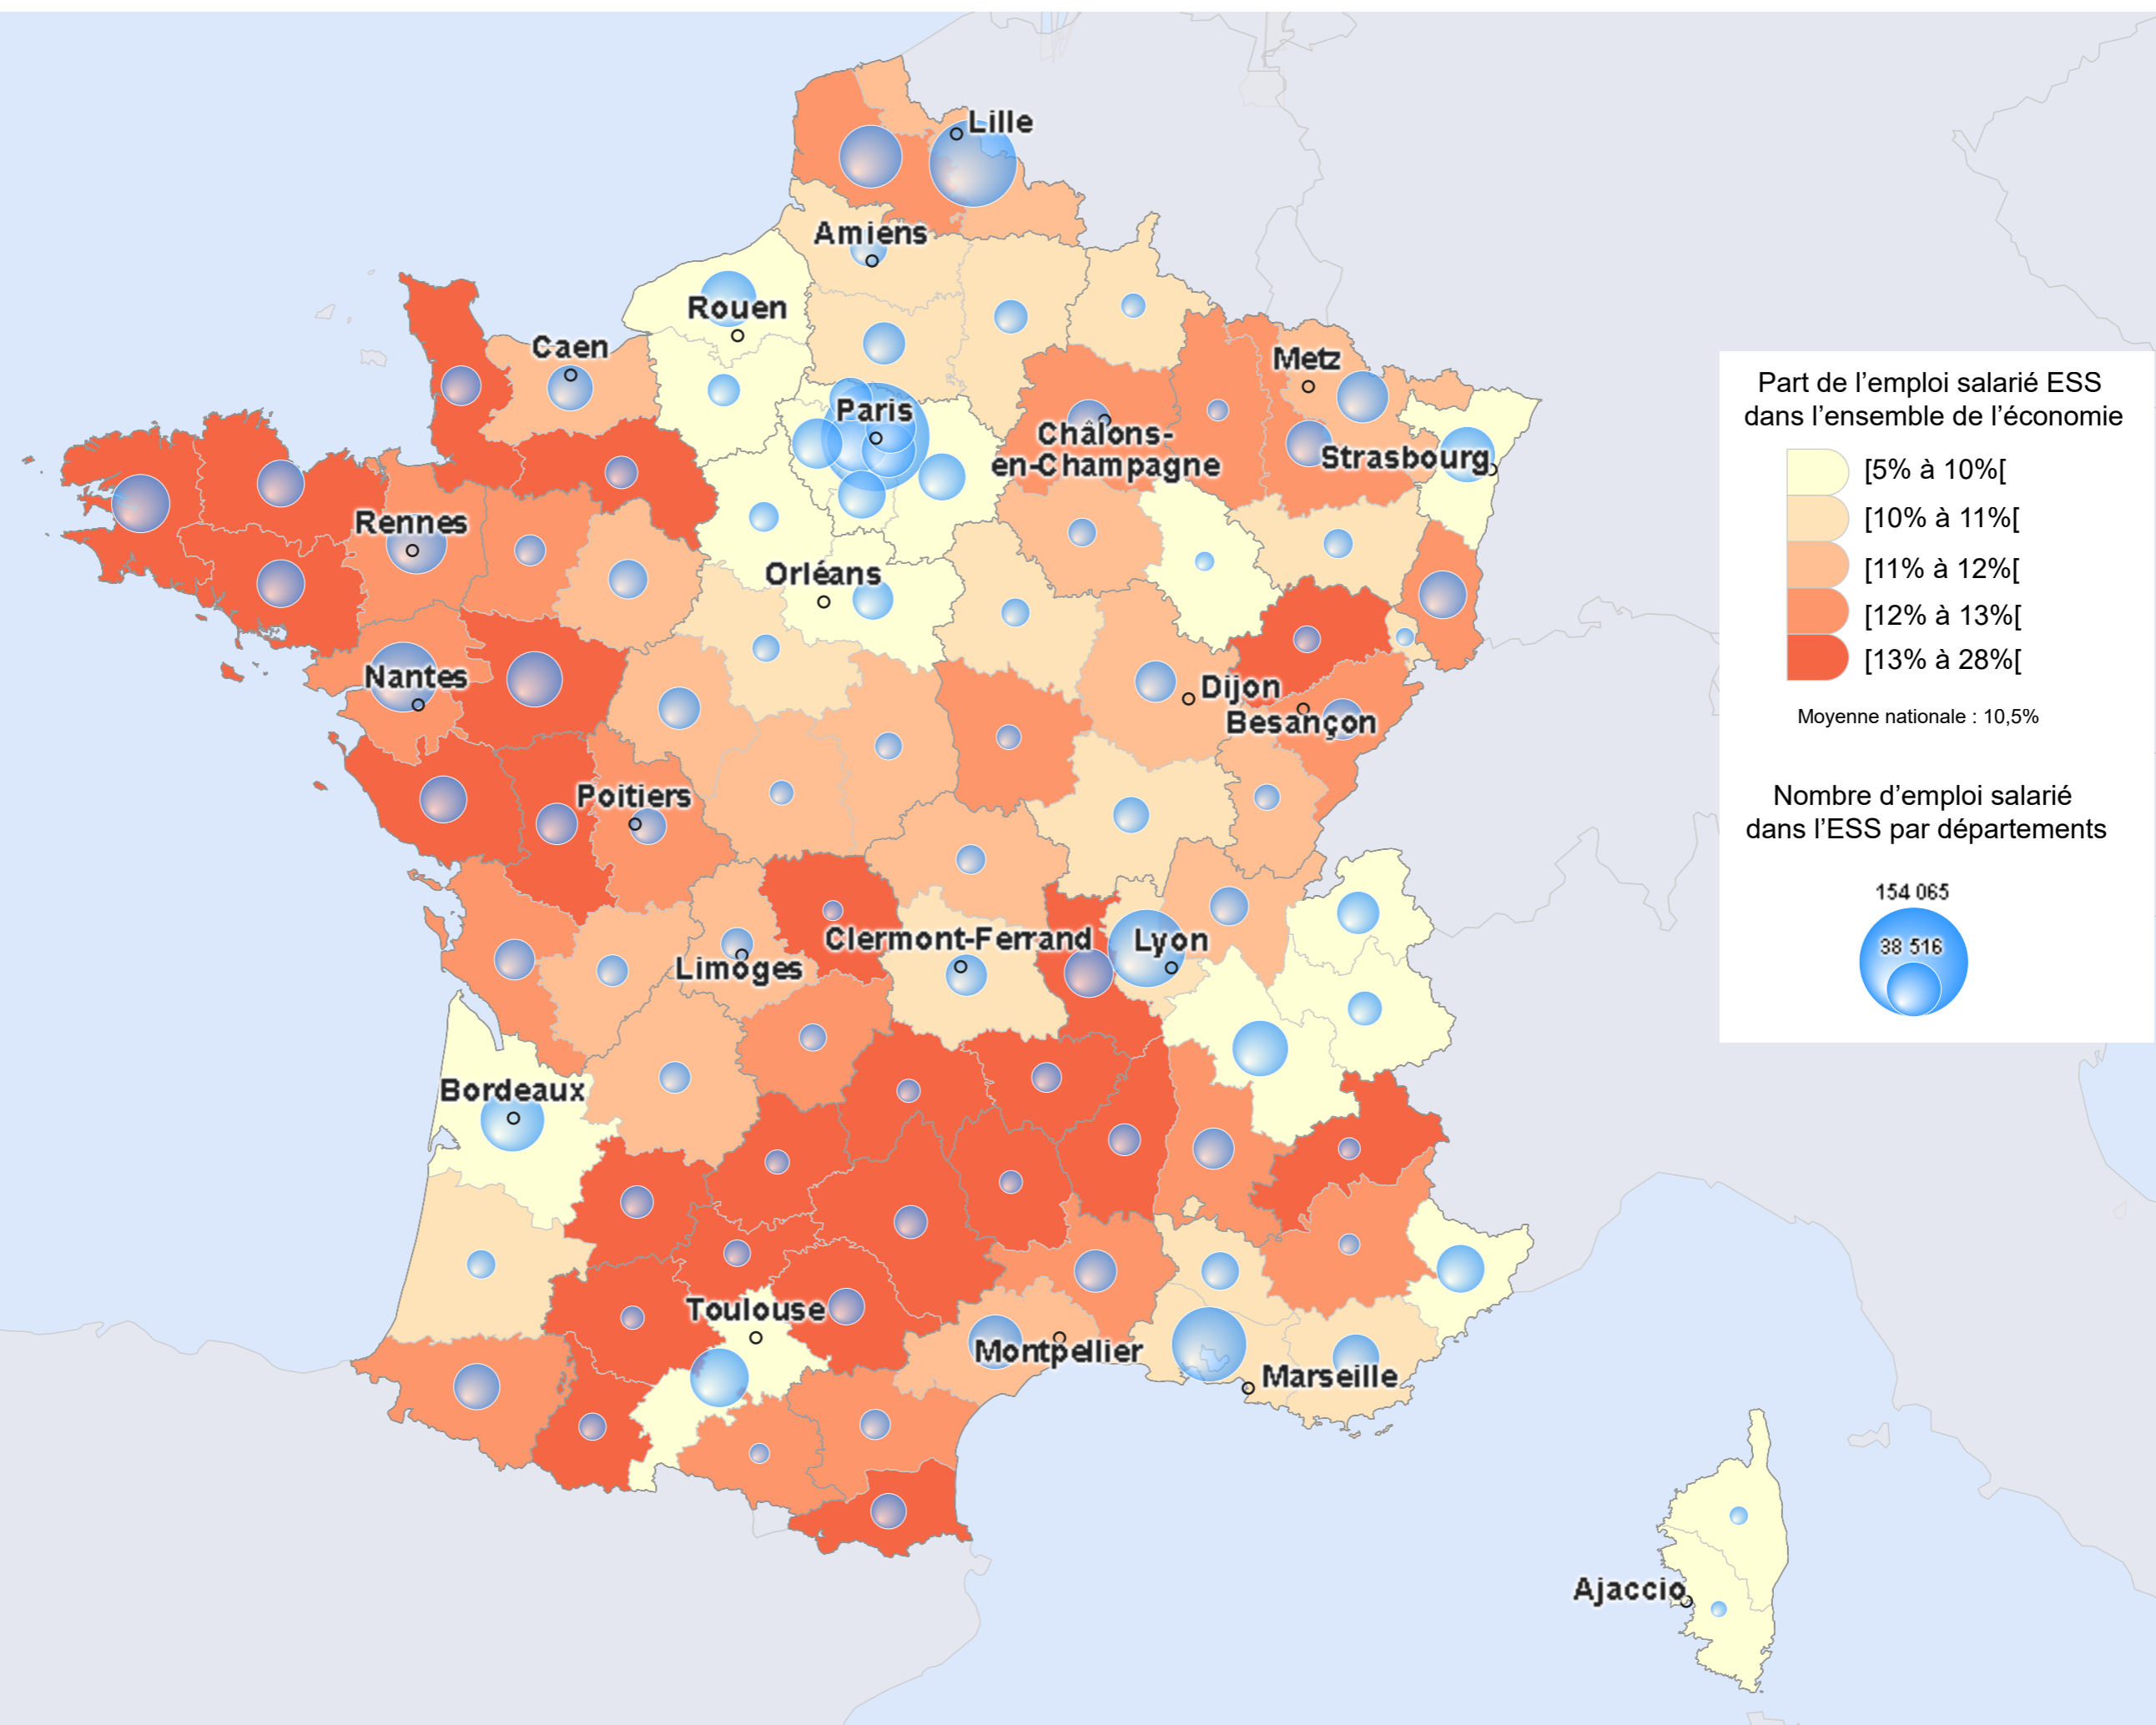 Lille
Amiens
Rouen
Caen
Metz
Paris
Châlons-
en-Champagne
Strasbourg
Rennes
Orléans
Nantes
Dijon
Besançon
Poitiers
Clermont-Ferrand
Lyon
Limoges
Bordeaux
Toulouse
Montpellier
Marseille
Ajaccio
Part de l’emploi salarié ESS
dans l’ensemble de l’économie
[5% à 10%[
[10% à 11%[
[11% à 12%[
[12% à 13%[
[13% à 28%[
Moyenne nationale : 10,5%
Nombre d’emploi salarié
dans l’ESS par départements
154 065
38 516